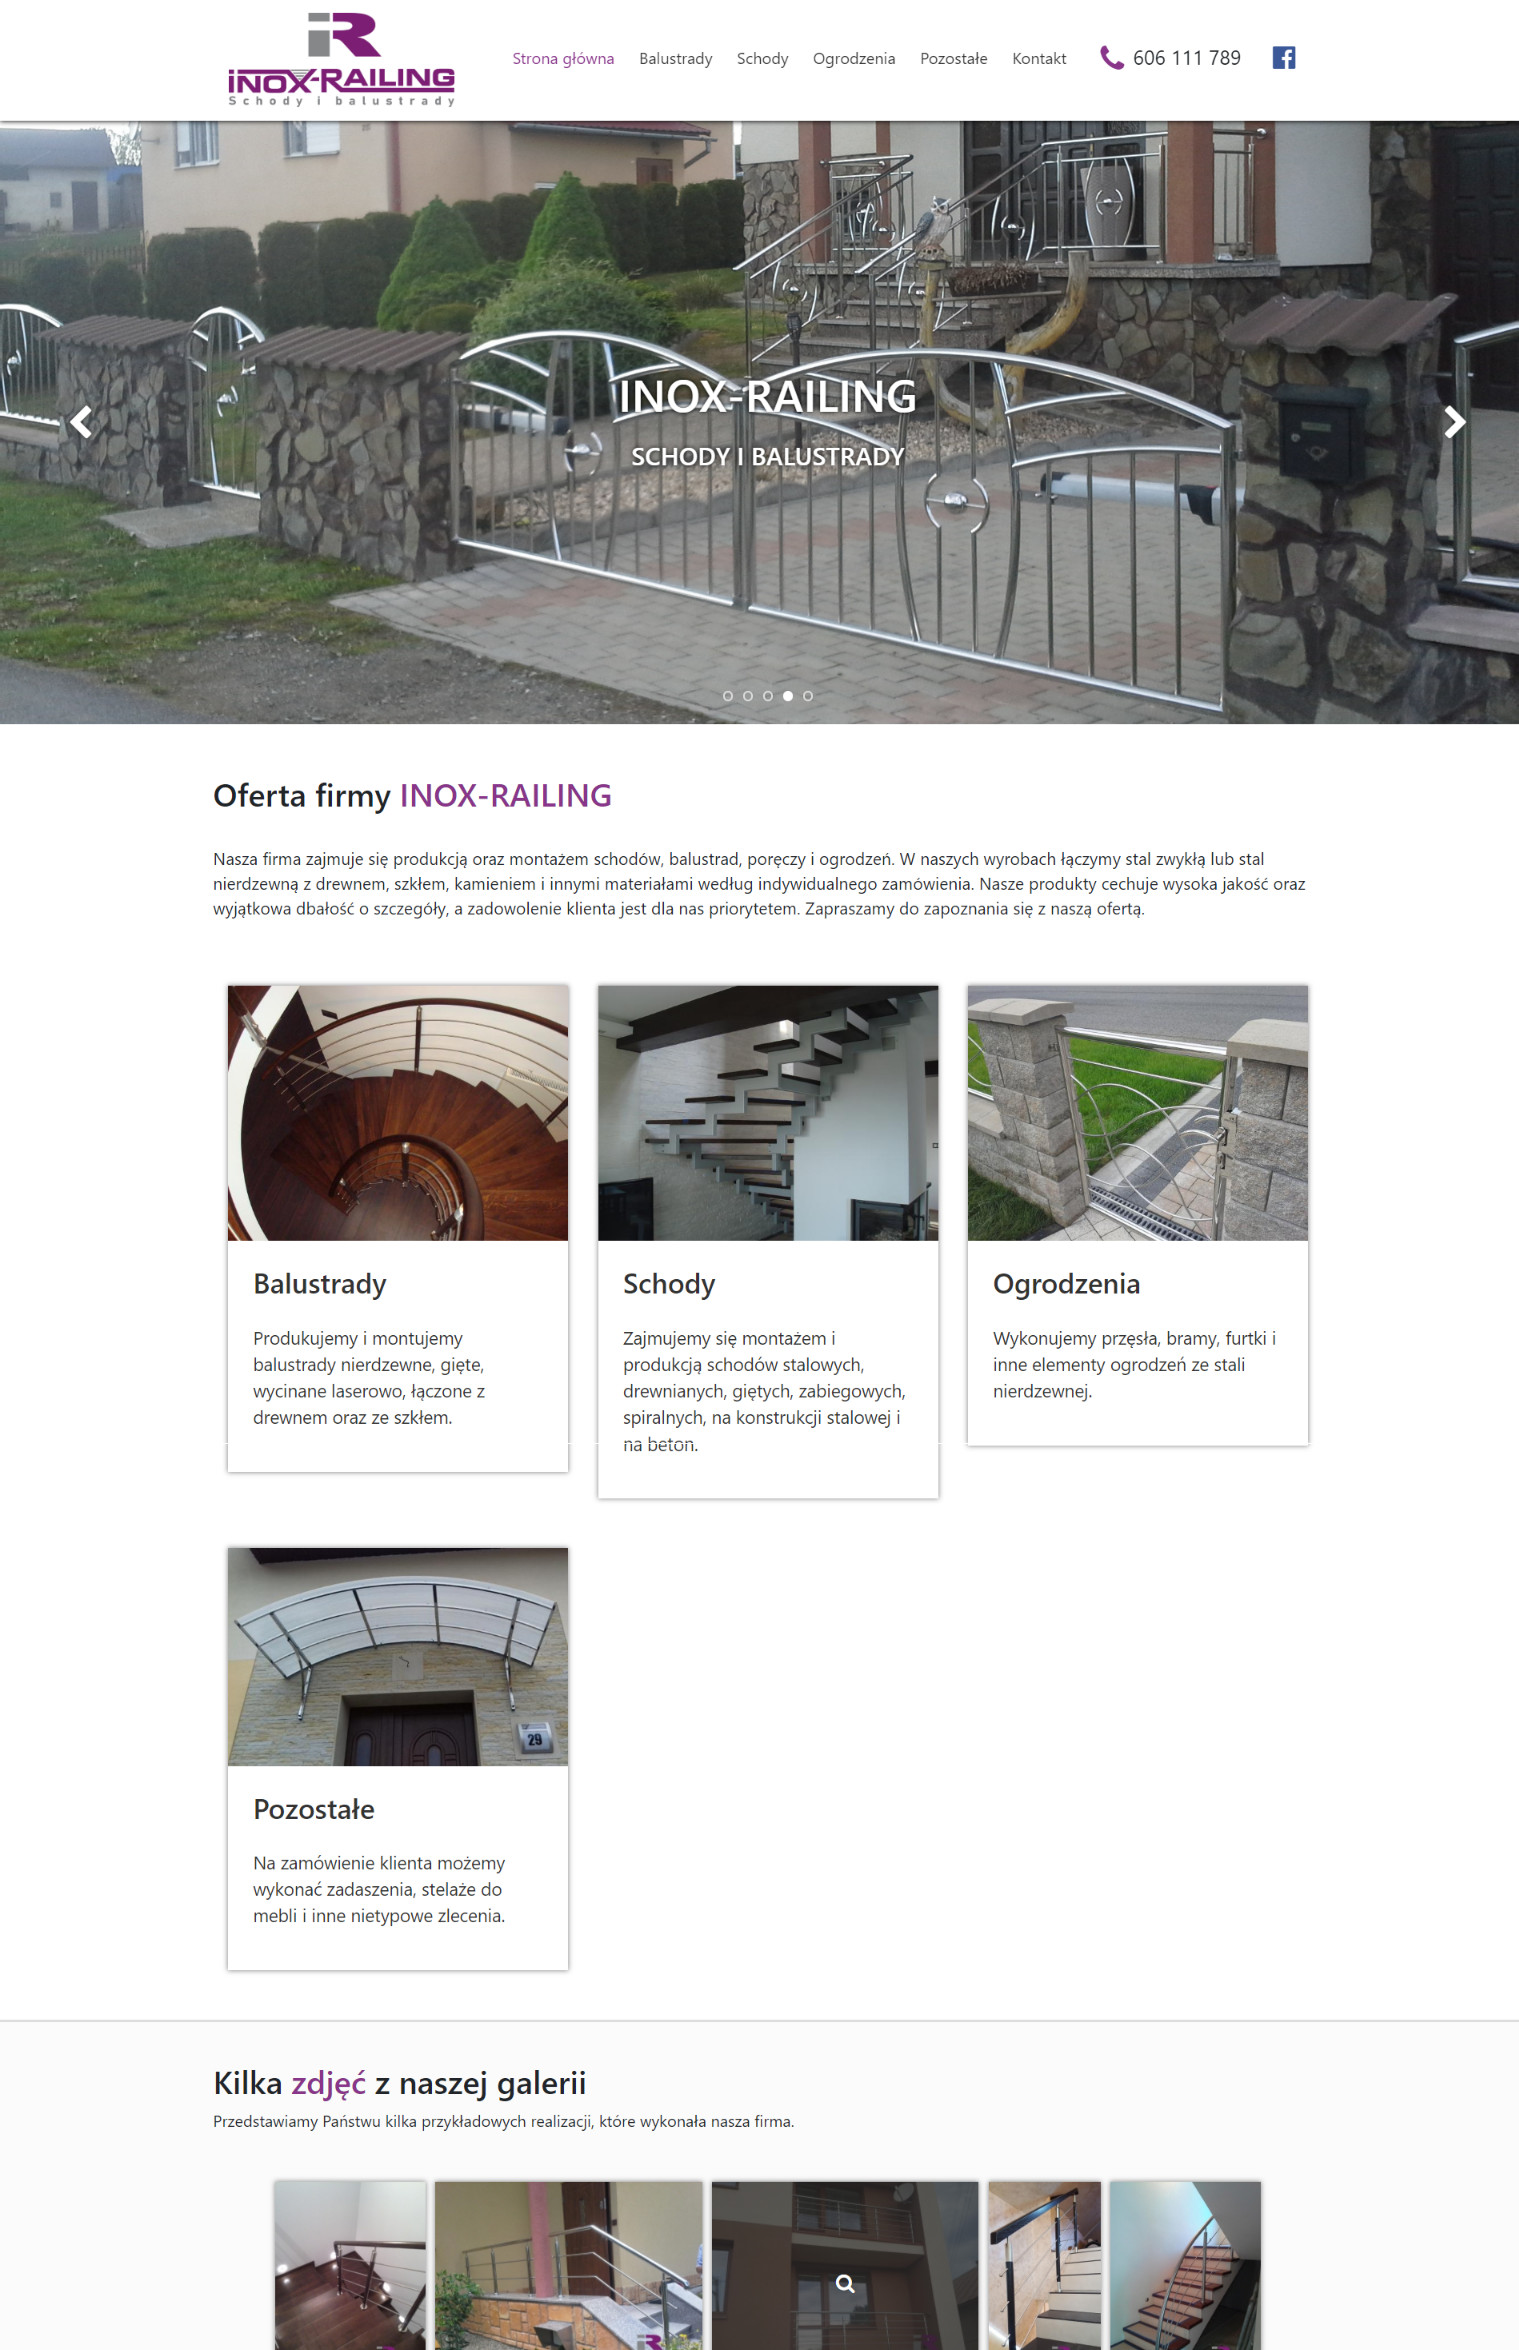 iR
iNOX-RAILING
Schody i balustrady
Strona główna Balustrady Schody Ogrodzenia Pozostałe Kontakt 606 111 789
INOX-RAILING
SCHODY I BALUSTRADY
Oferta firmy INOX-RAILING
Nasza firma zajmuje się produkcją oraz montażem schodów, balustrad, poręczy i ogrodzeń. W naszych wyrobach łączymy stal zwykłą lub stal
nierdzewną z drewnem, szkłem, kamieniem i innymi materiałami według indywidualnego zamówienia. Nasze produkty cechuje wysoka jakość oraz
wyjątkowa dbałość o szczegóły, a zadowolenie klienta jest dla nas priorytetem. Zapraszamy do zapoznania się z naszą ofertą.
Balustrady
Produkujemy i montujemy
balustrady nierdzewne, gięte,
wycinane laserowo, łączone z
drewnem oraz ze szkłem.
Schody
Zajmujemy się montażem i
produkcją schodów stalowych,
drewnianych, giętych, zabiegowych,
spiralnych, na konstrukcji stalowej i
na beton.
Ogrodzenia
Wykonujemy przęsła, bramy, furtki i
inne elementy ogrodzeń ze stali
nierdzewnej.
29
Pozostałe
Na zamówienie klienta możemy
wykonać zadaszenia, stelaże do
mebli i inne nietypowe zlecenia.
Kilka zdjęć z naszej galerii
Przedstawiamy Państwu kilka przykładowych realizacji, które wykonała nasza firma.